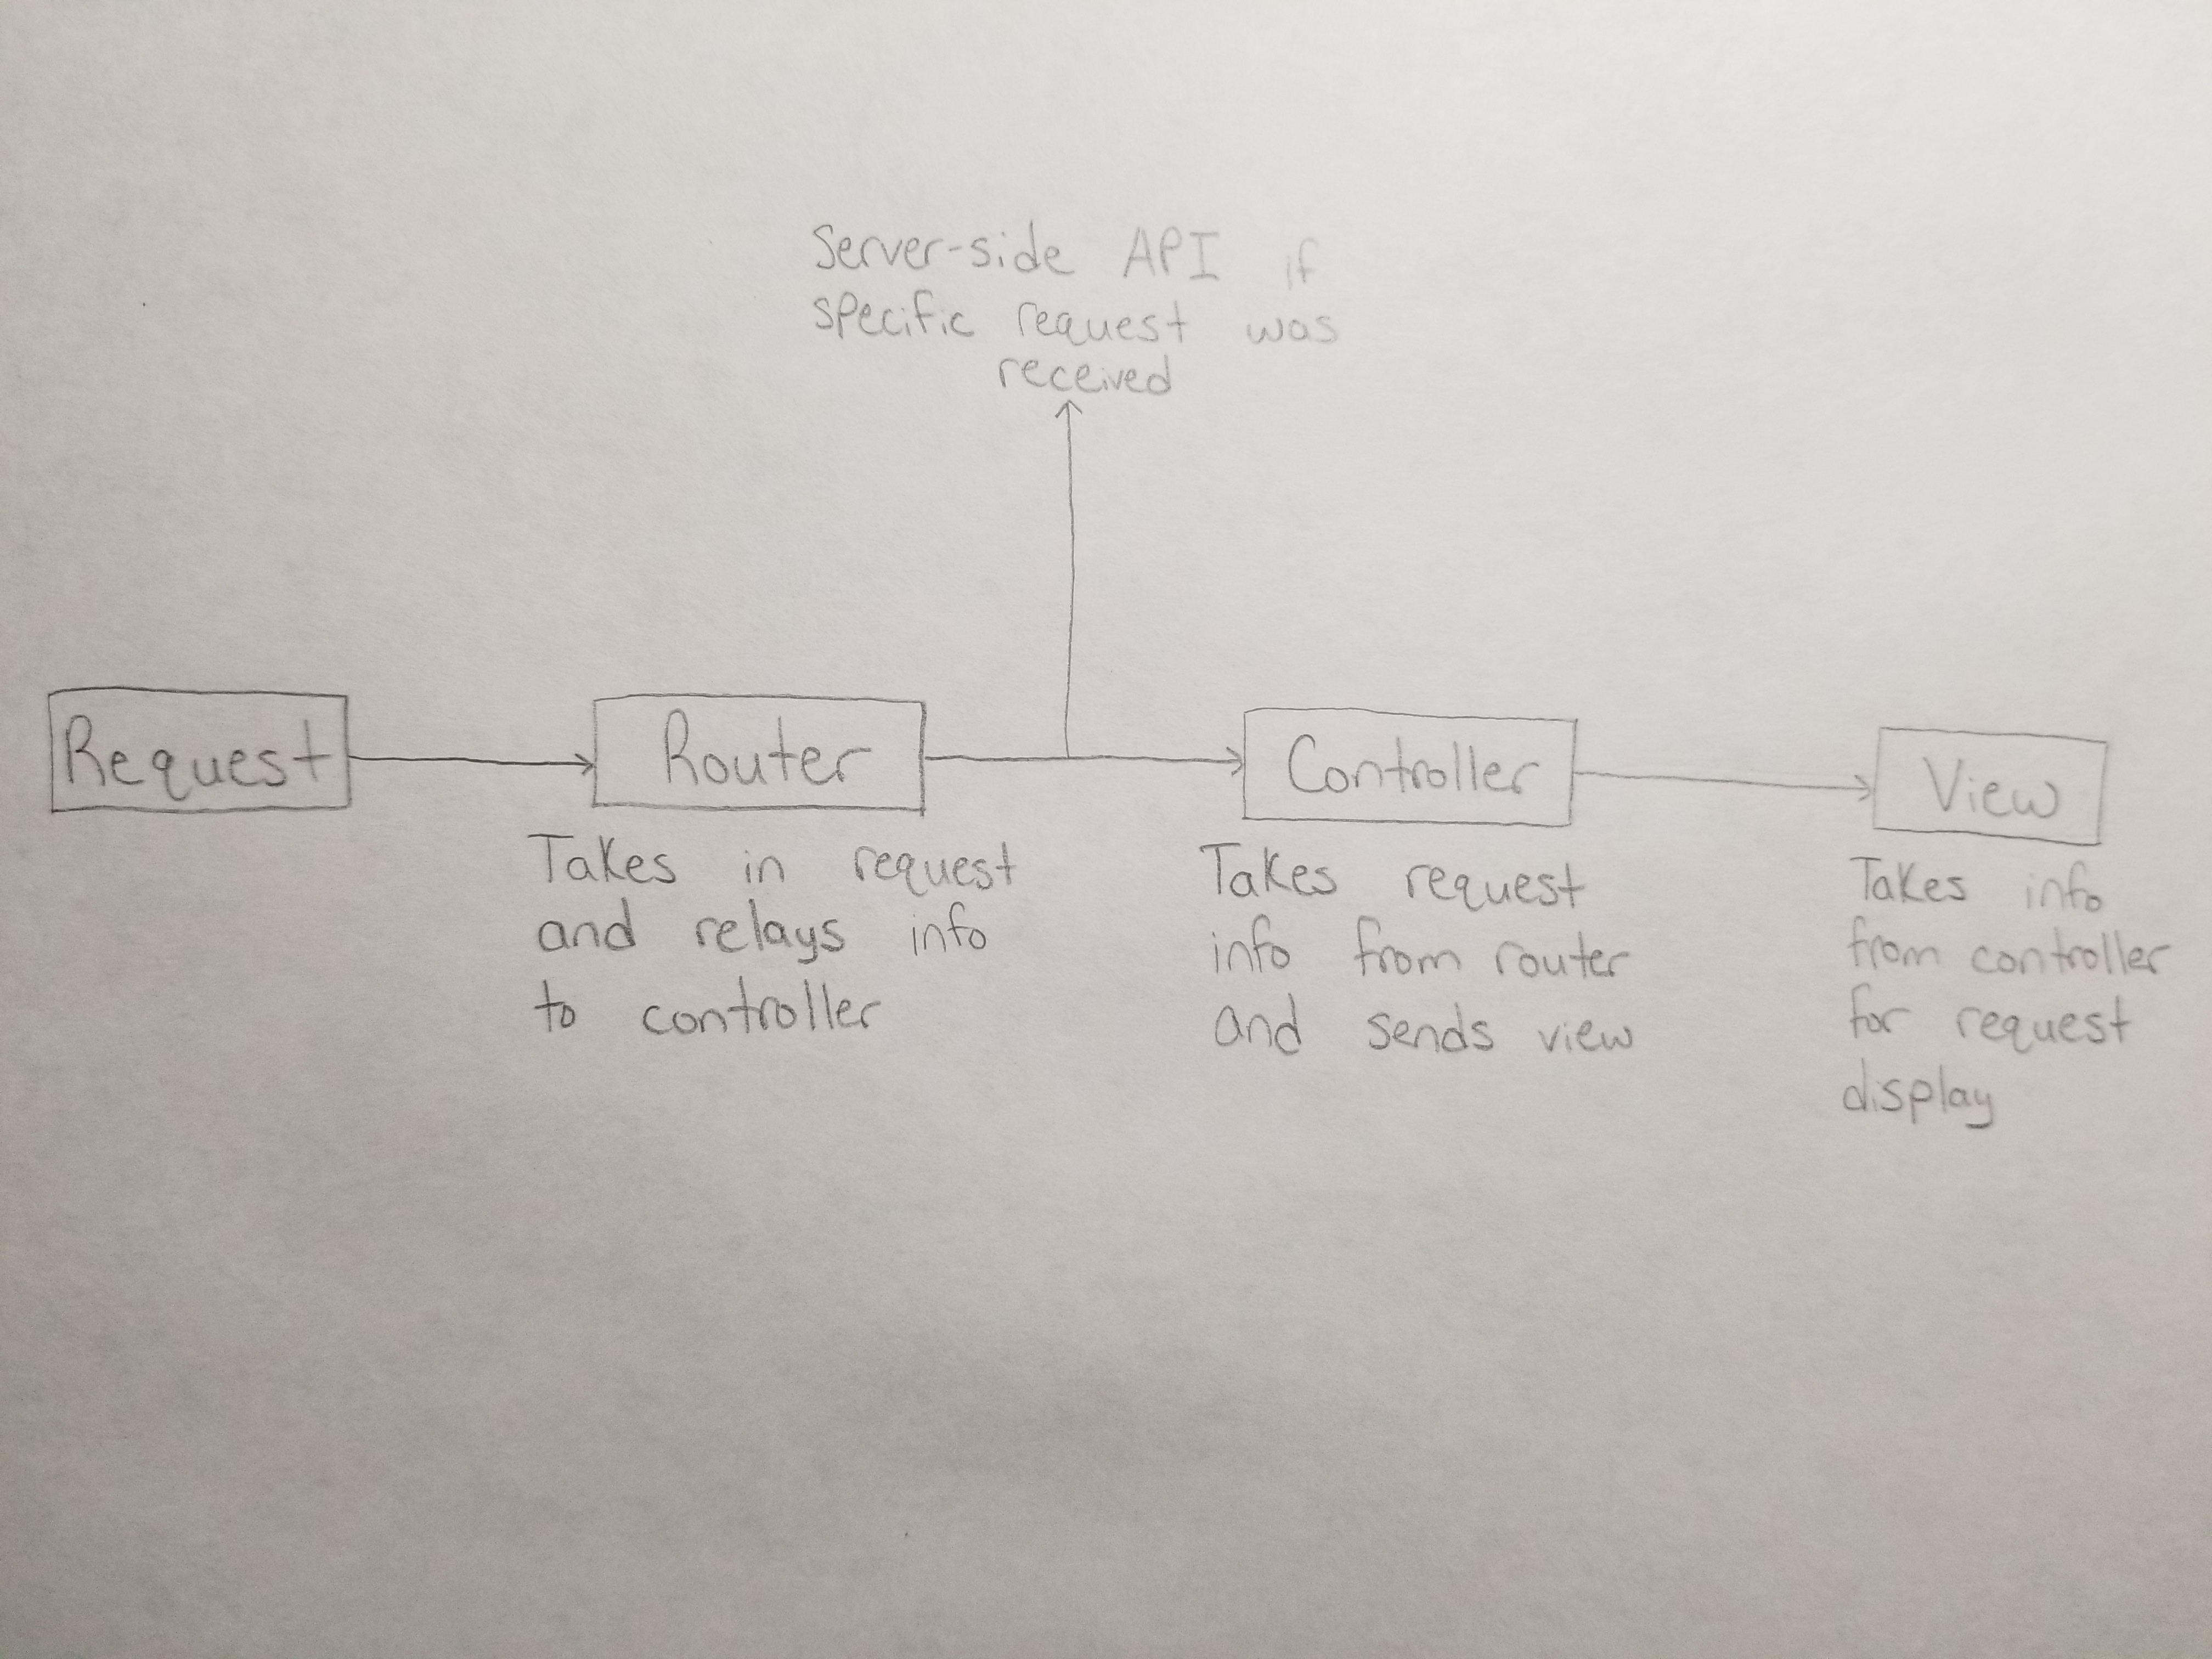 Server-side API if
specific request was
received
Request
Router
Controller
View
Takes in request
and relays info
to controller
Takes request
info from router
and sends view
Takes info
from controller
for request
display